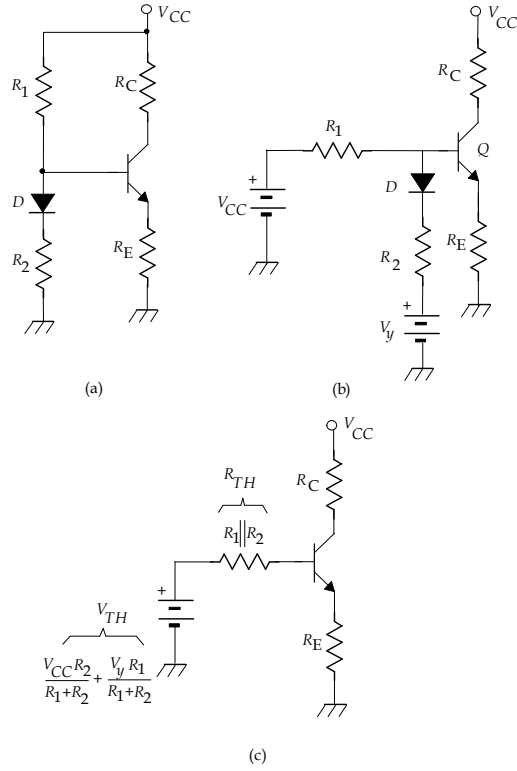 V_CC
R_1
R_C
D
R_2
R_E
(a)
V_CC
R_C
R_1
Q
+
V_CC
D
R_2
R_E
+
V_y
(b)
V_CC
R_C
R_TH
R_1||R_2
+
V_TH
R_E
V_CC R_2 / R_1+R_2 + V_y R_1 / R_1+R_2
(c)